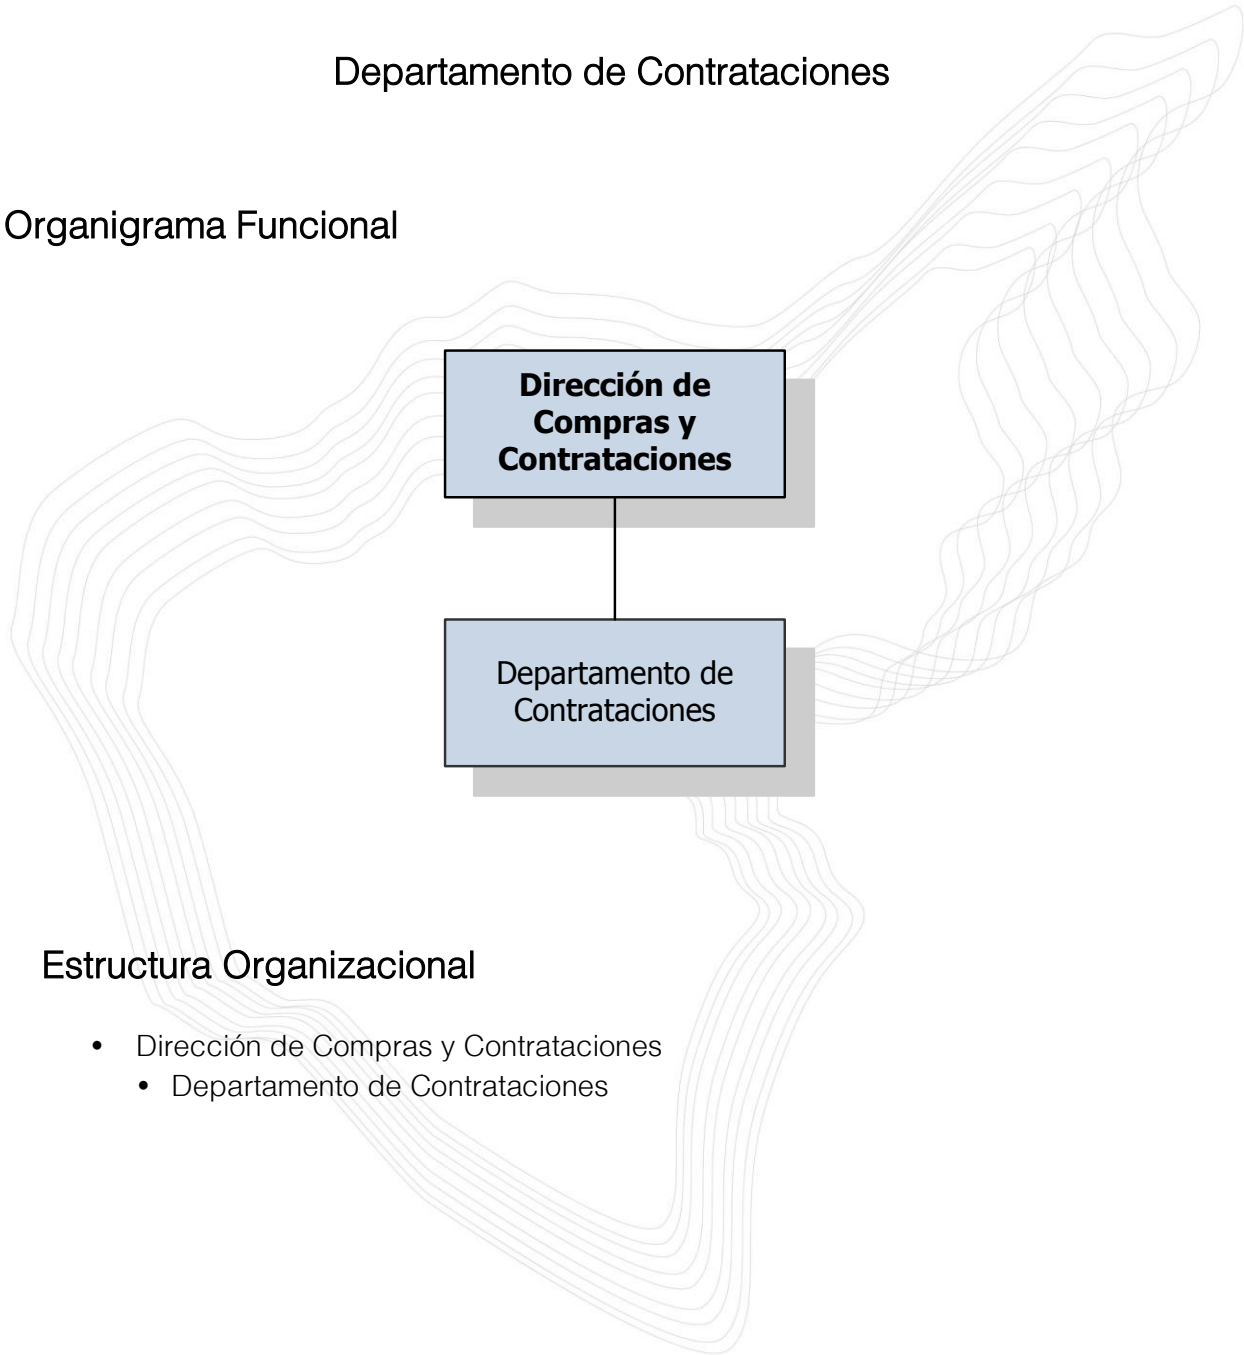 Departamento de Contrataciones
Organigrama Funcional
Dirección de
Compras y
Contrataciones
Departamento de
Contrataciones
Estructura Organizacional
• Dirección de Compras y Contrataciones
• Departamento de Contrataciones